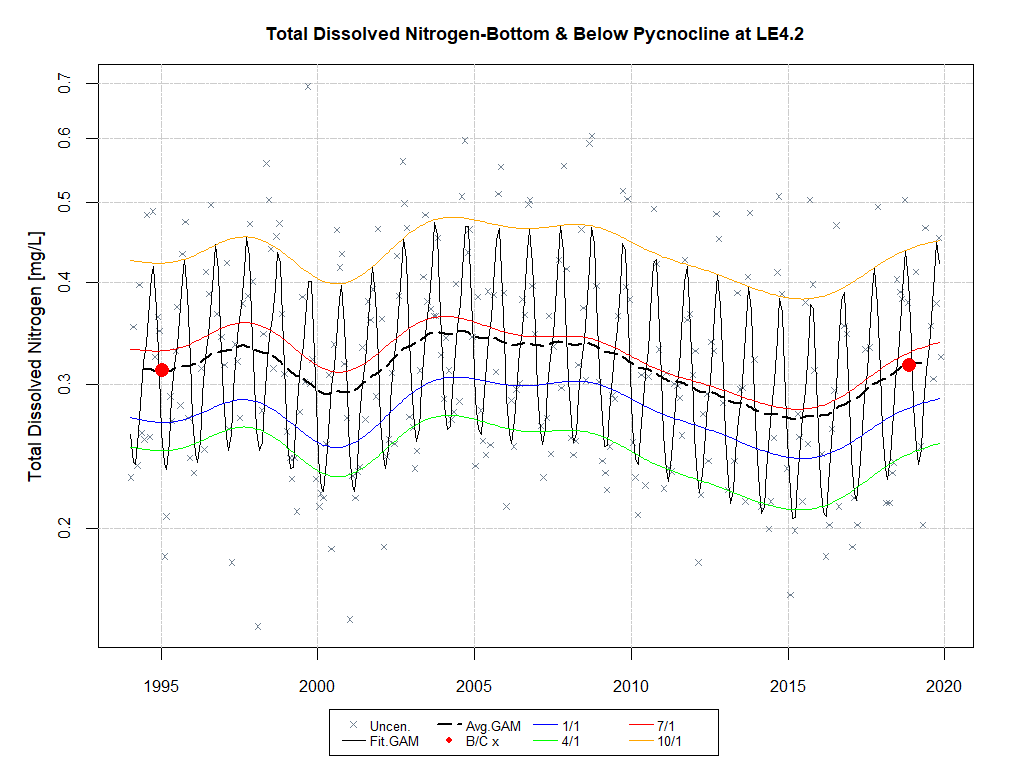 Total Dissolved Nitrogen-Bottom & Below Pycnocline at LE4.2
Total Dissolved Nitrogen [mg/L]
0.7
0.6
0.5
0.4
0.3
0.2
1995 2000 2005 2010 2015 2020
Uncen. Avg.GAM 1/1 7/1
Fit.GAM B/C x 4/1 10/1